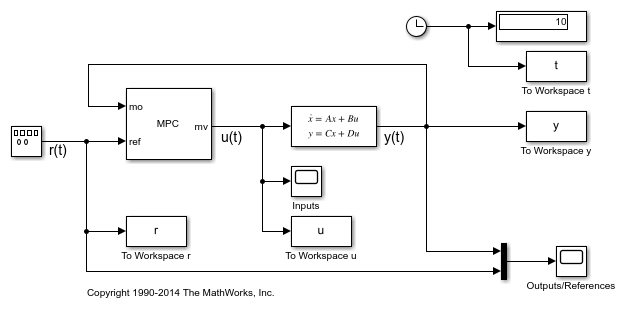 10
t
To Workspace t
mo
MPC
mv
ref
r(t)
u(t)
ẋ = Ax + Bu
y = Cx + Du
y(t)
y
To Workspace y
Inputs
r
To Workspace r
u
To Workspace u
Outputs/References
Copyright 1990-2014 The MathWorks, Inc.